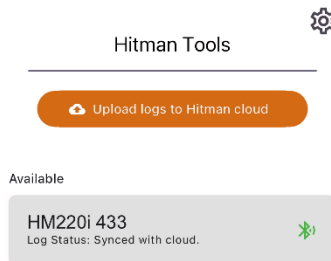 Hitman Tools
Upload logs to Hitman cloud
Available
HM220i 433
Log Status: Synced with cloud.